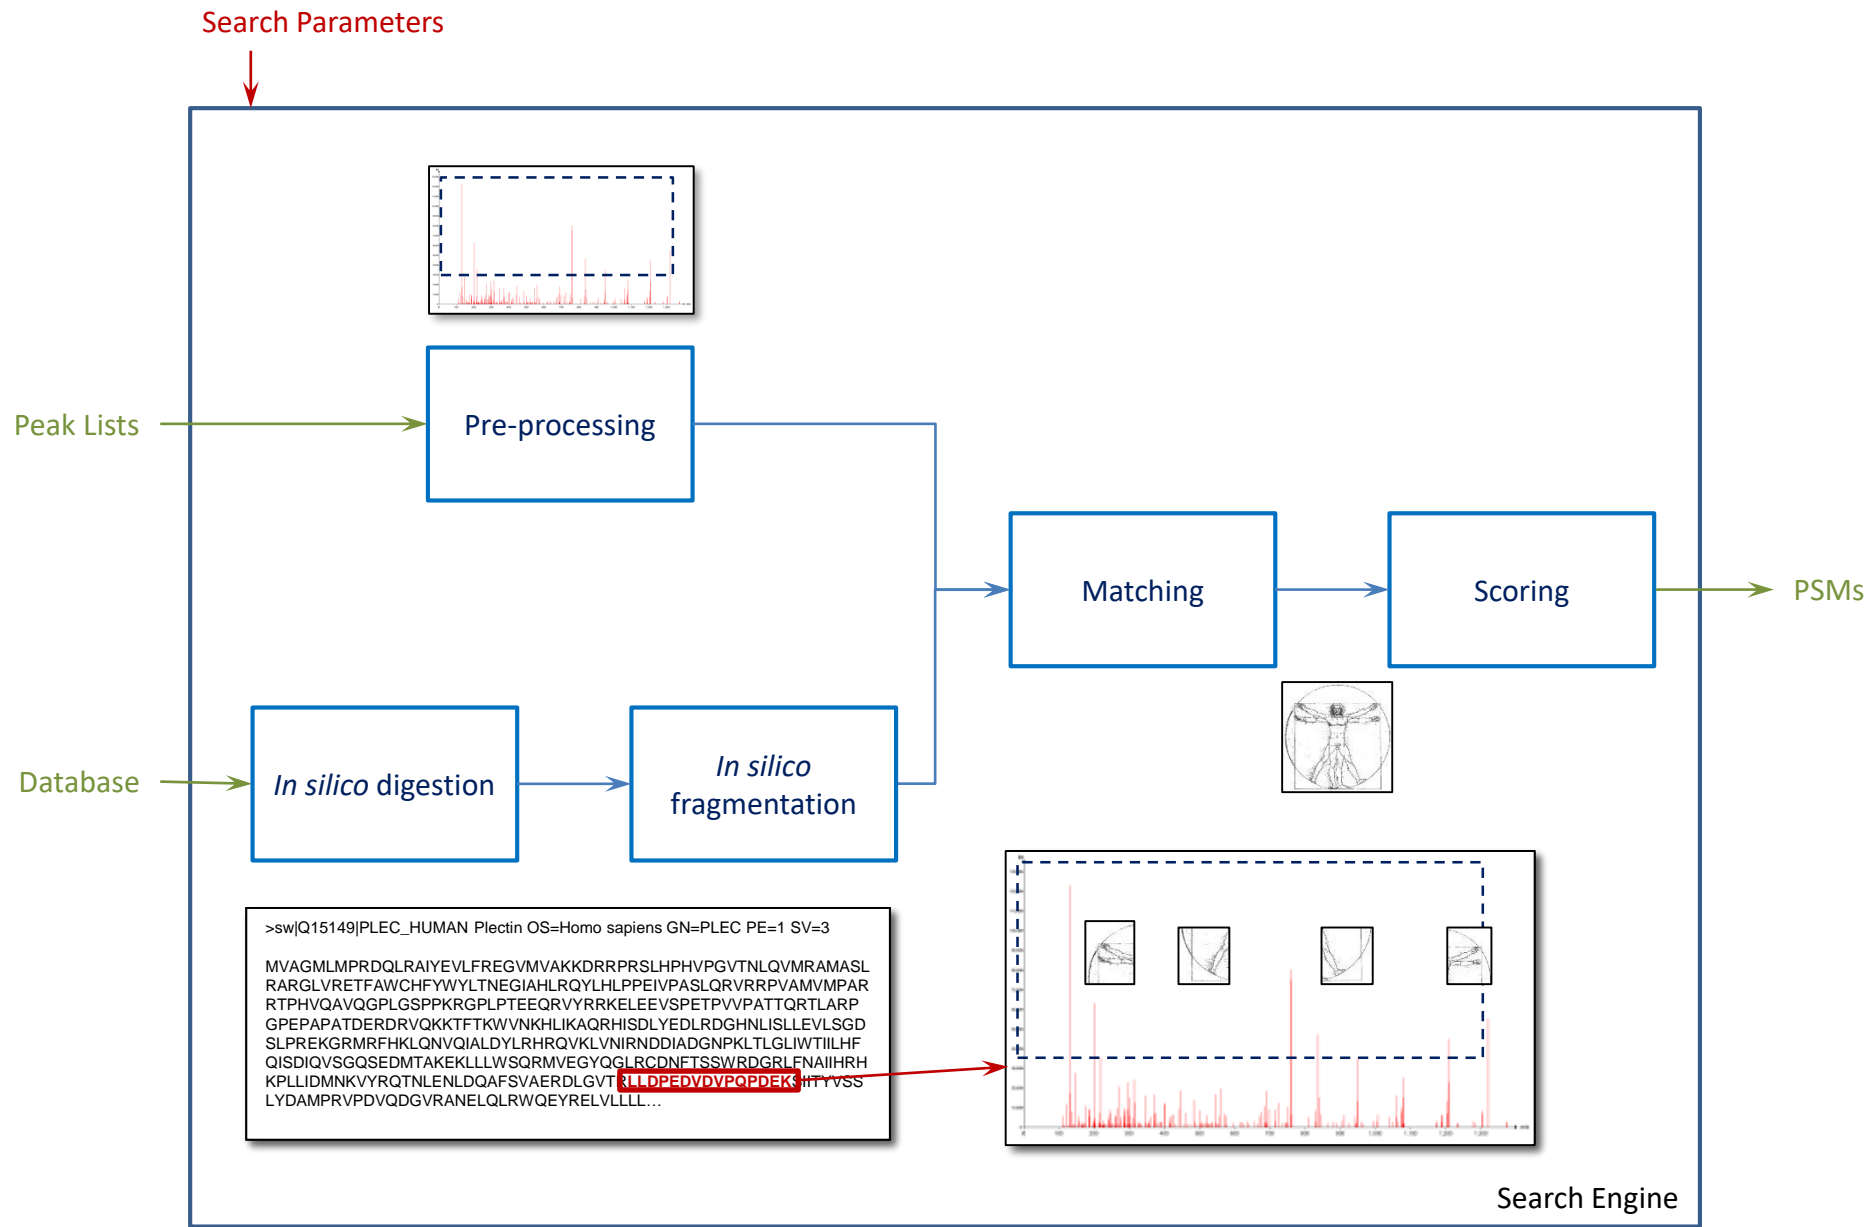 Search Parameters
Peak Lists
Pre-processing
Matching
Scoring
PSMs
Database
In silico digestion
In silico
fragmentation
>sw|Q15149|PLEC_HUMAN Plectin OS=Homo sapiens GN=PLEC PE=1 SV=3
MVAGMLMPRDQLRAIYEVLFREGVMVAKKDRRPRSLHPHVPGVTNLQVMRAMASL
RARGLVRETFAWCHFYWYLTNEGIAHLRQYLHLPPEIVPASLQRVRRPVAMVMPAR
RTPHVQAVQGPLGSPPKRGPLPTEEQRVYRRKELEEVSPETPVVPATTQRTLARP
GPEPAPATDERDRVQKKTFTKWVNKHLIKAQRHISDLYEDLRDGHNLISLLEVLSGD
SLPREKGRMRFHKLQNVQIALDYLRHRQVKLVNIRNDDIADGNPKLTLGLIWTIILHF
QISDIQVSGQSEDMTAKEKLLLWSQRMVEGYQGLRCDNFTSSWRDGRLFNAIIHRH
KPLLIDMNKVYRQTNLENLDQAFSVAERDLGVTRLLDPEDVDVPQPDEKSIITYVSS
LYDAMPRVPDVQDGVRANELQLRWQEYRELVLLLL…
Search Engine